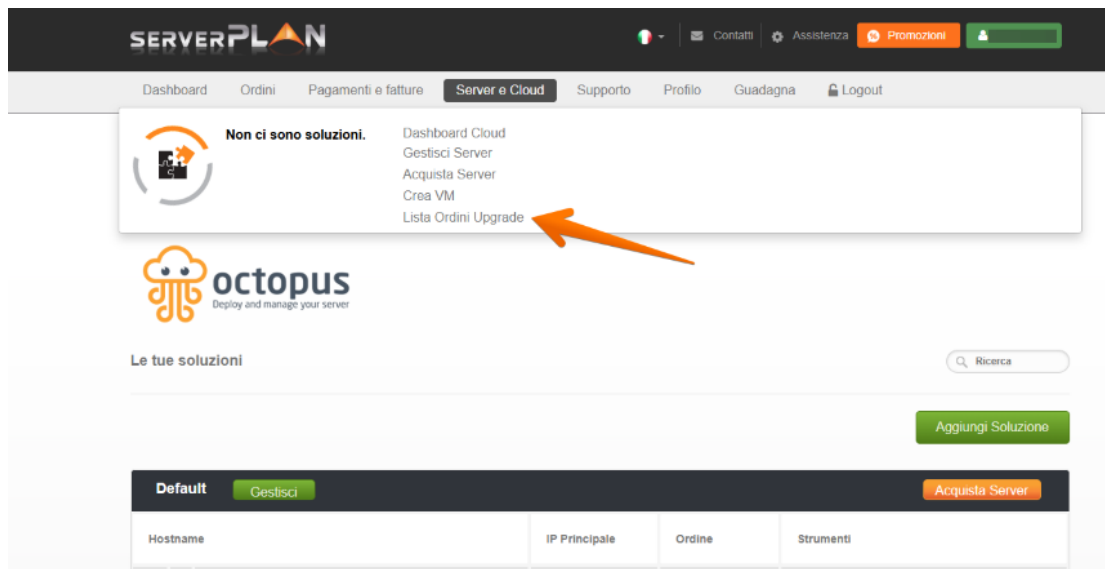 SERVERPLAN
Contatti
Assistenza
Promozioni
Dashboard Ordini Pagamenti e fatture Server e Cloud Supporto Profilo Guadagna Logout
Non ci sono soluzioni.
Dashboard Cloud
Gestisci Server
Acquista Server
Crea VM
Lista Ordini Upgrade
octopus
Deploy and manage your server
Le tue soluzioni
Ricerca
Aggiungi Soluzione
Default Gestisci Acquista Server
Hostname IP Principale Ordine Strumenti